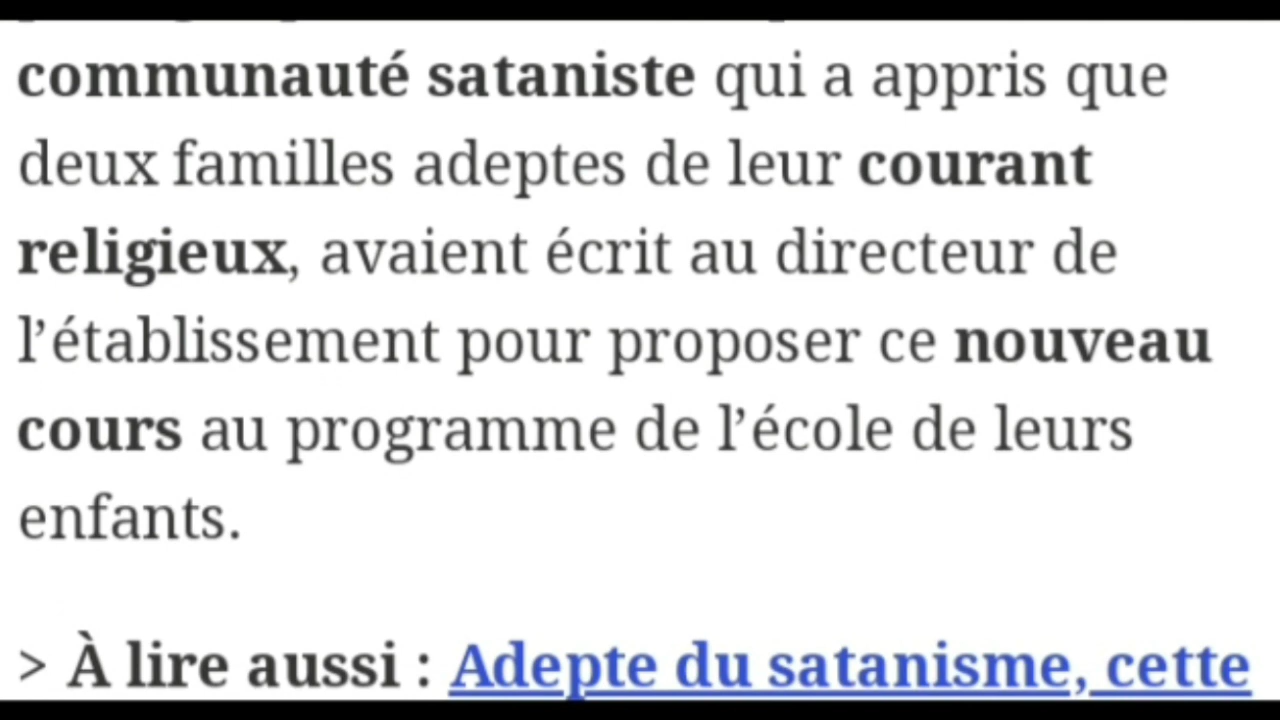 communauté sataniste qui a appris que
deux familles adeptes de leur courant
religieux, avaient écrit au directeur de
l’établissement pour proposer ce nouveau
cours au programme de l’école de leurs
enfants.
> À lire aussi : Adepte du satanisme, cette